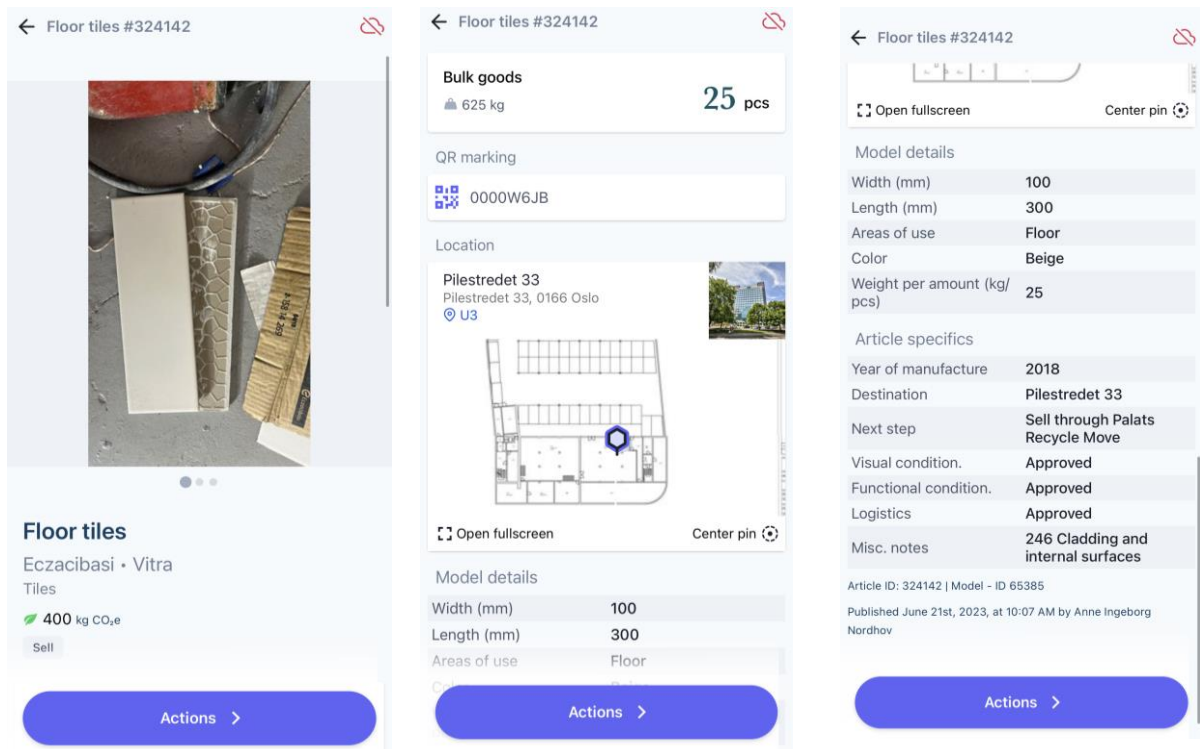 Floor tiles #324142
Floor tiles
Eczacibasi • Vitra
Tiles
400 kg CO₂e
Sell
Actions
Floor tiles #324142
Bulk goods
625 kg
25 pcs
QR marking
0000W6JB
Location
Pilestredet 33
Pilestredet 33, 0166 Oslo
U3
Open fullscreen
Center pin
Model details
Width (mm) 100
Length (mm) 300
Areas of use Floor
Color Beige
Actions
Floor tiles #324142
Open fullscreen
Center pin
Model details
Width (mm) 100
Length (mm) 300
Areas of use Floor
Color Beige
Weight per amount (kg/
pcs) 25
Article specifics
Year of manufacture 2018
Destination Pilestredet 33
Next step Sell through Palats
Recycle Move
Visual condition. Approved
Functional condition. Approved
Logistics Approved
Misc. notes 246 Cladding and
internal surfaces
Article ID: 324142 | Model - ID 65385
Published June 21st, 2023, at 10:07 AM by Anne Ingeborg
Nordhov
Actions